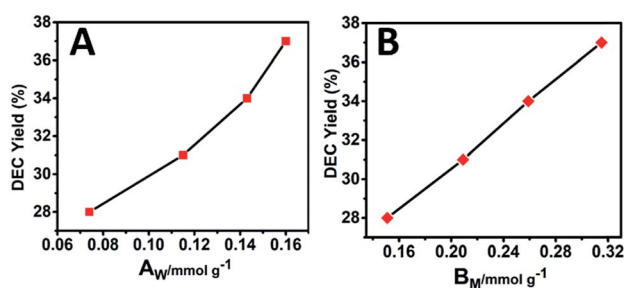 A
DEC Yield (%)
38
36
34
32
30
28
0.06 0.08 0.10 0.12 0.14 0.16
AW/mmol g-1
B
DEC Yield (%)
38
36
34
32
30
28
0.16 0.20 0.24 0.28 0.32
BM/mmol g-1